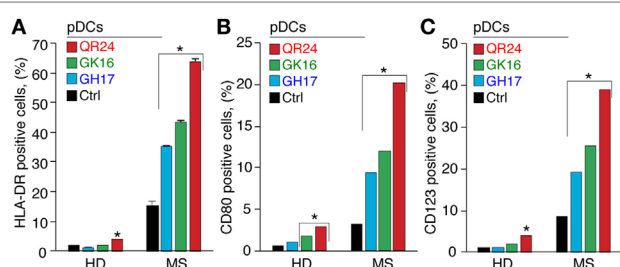 A
pDCs
QR24
GK16
GH17
Ctrl
*
*
HLA-DR positive cells, (%)
70
60
50
40
30
20
10
0
HD
MS
B
pDCs
QR24
GK16
GH17
Ctrl
*
*
CD80 positive cells, (%)
25
20
15
10
5
0
HD
MS
C
pDCs
QR24
GK16
GH17
Ctrl
*
*
CD123 positive cells, (%)
50
40
30
20
10
0
HD
MS